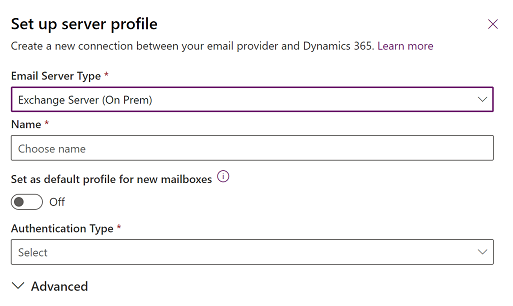 Set up server profile
Create a new connection between your email provider and Dynamics 365. Learn more
Email Server Type *
Exchange Server (On Prem)
Name *
Choose name
Set as default profile for new mailboxes
Off
Authentication Type *
Select
Advanced